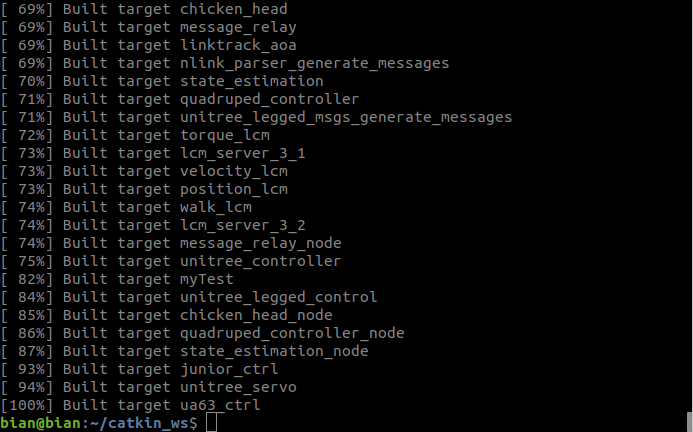 [ 69%] Built target chicken_head
[ 69%] Built target message_relay
[ 69%] Built target linktrack_aoa
[ 69%] Built target nlink_parser_generate_messages
[ 70%] Built target state_estimation
[ 71%] Built target quadruped_controller
[ 71%] Built target unitree_legged_msgs_generate_messages
[ 72%] Built target torque_lcm
[ 73%] Built target lcm_server_3_1
[ 73%] Built target velocity_lcm
[ 73%] Built target position_lcm
[ 74%] Built target walk_lcm
[ 74%] Built target lcm_server_3_2
[ 74%] Built target message_relay_node
[ 75%] Built target unitree_controller
[ 82%] Built target myTest
[ 84%] Built target unitree_legged_control
[ 85%] Built target chicken_head_node
[ 86%] Built target quadruped_controller_node
[ 87%] Built target state_estimation_node
[ 93%] Built target junior_ctrl
[ 94%] Built target unitree_servo
[100%] Built target ua63_ctrl
bian@bian:~/catkin_ws$